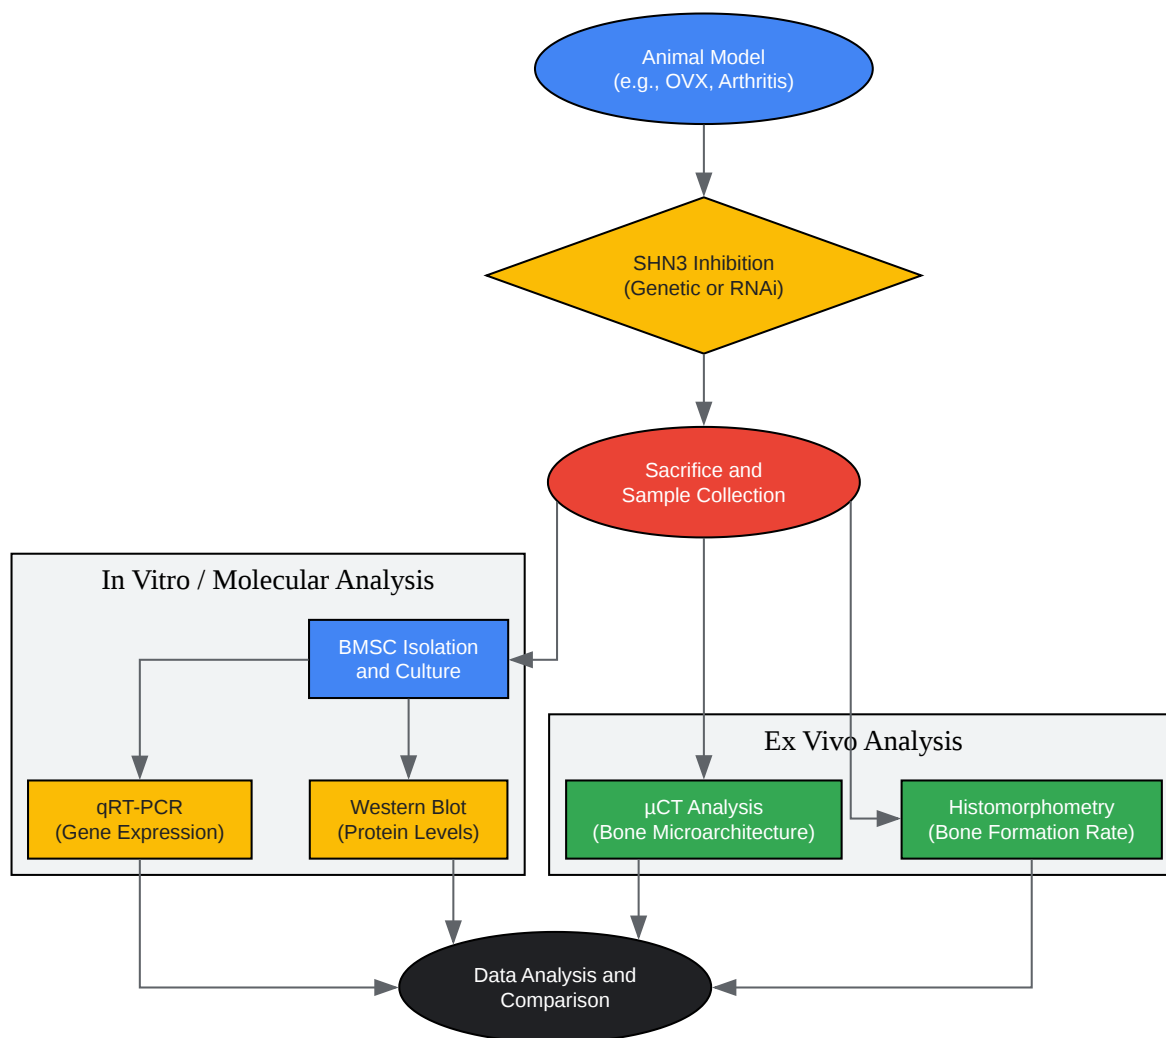 Animal Model
(e.g., OVX, Arthritis)
SHN3 Inhibition
(Genetic or RNAi)
Sacrifice and
Sample Collection
In Vitro / Molecular Analysis
BMSC Isolation
and Culture
Ex Vivo Analysis
qRT-PCR
(Gene Expression)
Western Blot
(Protein Levels)
µCT Analysis
(Bone Microarchitecture)
Histomorphometry
(Bone Formation Rate)
Data Analysis and
Comparison